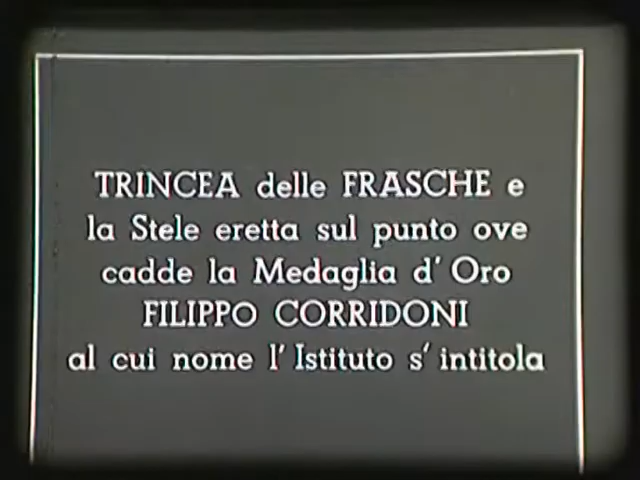 TRINCEA delle FRASCHE e
la Stele eretta sul punto ove
cadde la Medaglia d' Oro
FILIPPO CORRIDONI
al cui nome l' Istituto s' intitola